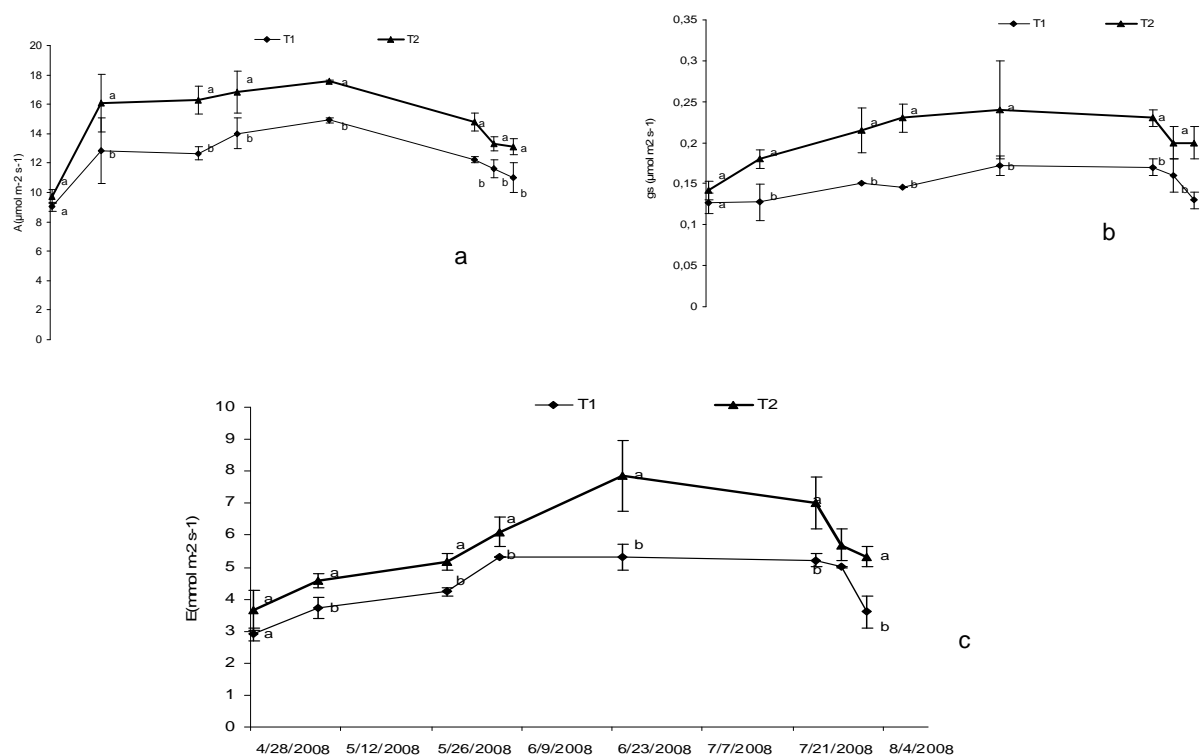 T1 T2
20
18
16
14
12
10
8
6
4
2
0
A(µmol m-2 s-1)
a a a a a a a a
a b b b b b b b
a
T1 T2
0,35
0,3
0,25
0,2
0,15
0,1
0,05
0
gs (µmol m2 s-1)
a a a a a a a
a b b b b b b
b
T1 T2
10
9
8
7
6
5
4
3
2
1
0
E(mmol m-2 s-1)
a a a a a a a
a b b b b b b
c
4/28/2008 5/12/2008 5/26/2008 6/9/2008 6/23/2008 7/7/2008 7/21/2008 8/4/2008